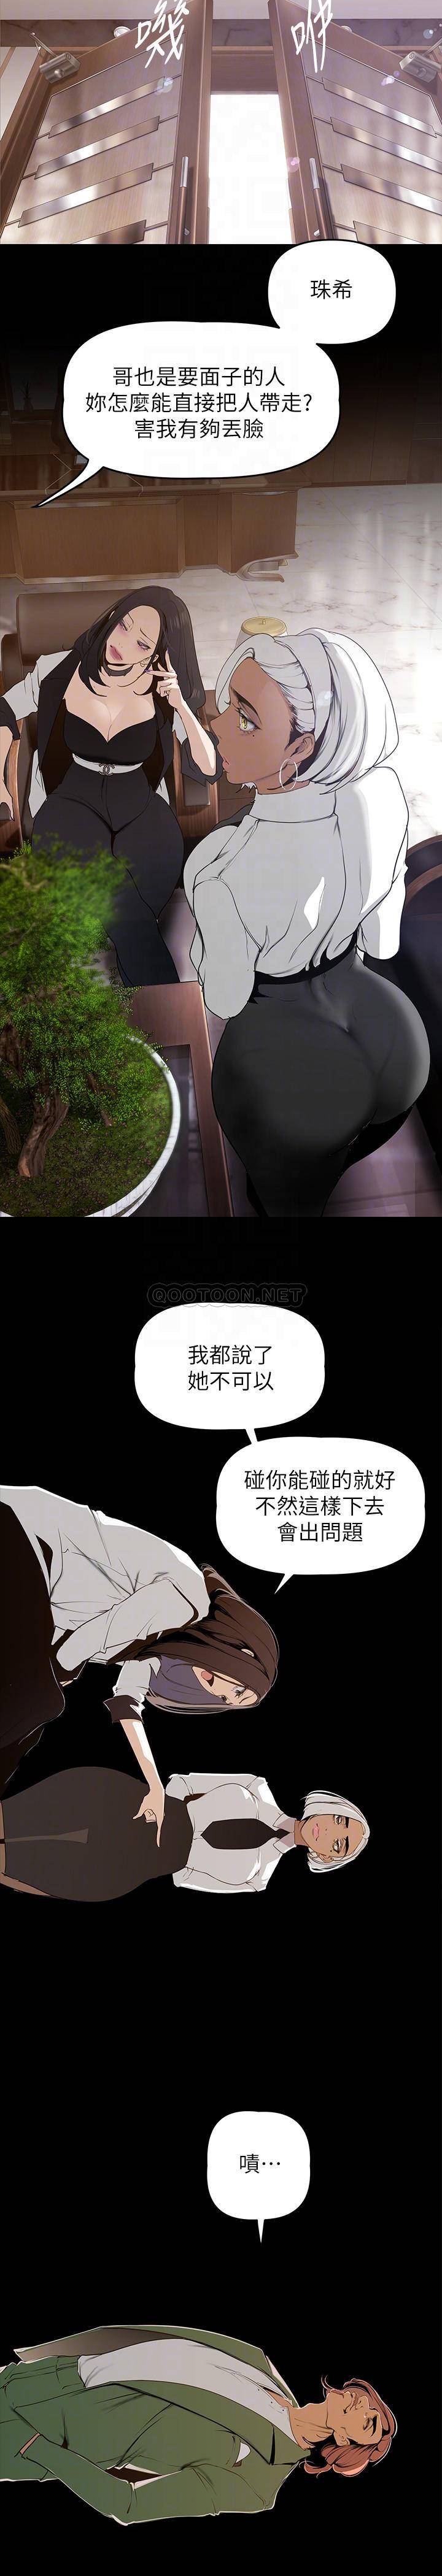 嘰
咿
珠希
哥也是要面子的人
妳怎麼能直接把人帶走?
害我有夠丟臉
QOOTOON.NET
我都說了
她不可以
碰你能碰的就好
不然這樣下去
會出問題
嘖…